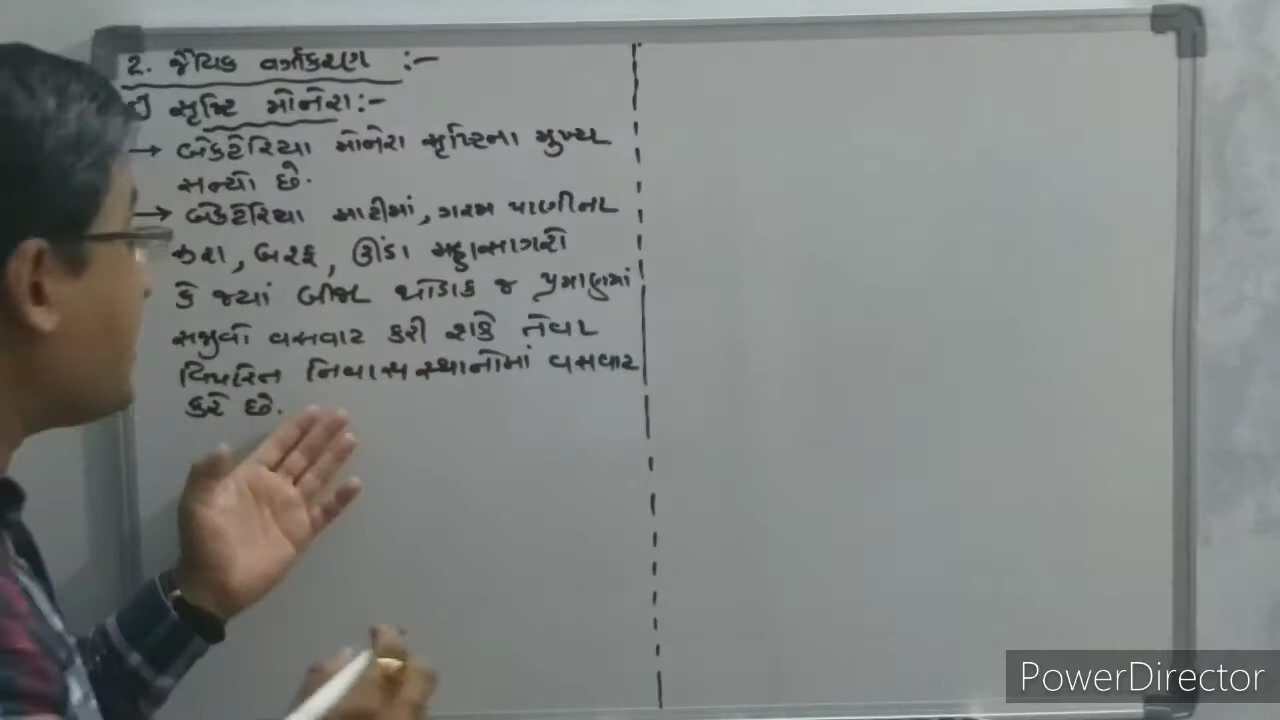 2. જૈવિક વર્ગીકરણ :-
સૃષ્ટિ મોનેરા:-
→ બેક્ટેરિયા મોનેરા સૃષ્ટિના મુખ્ય
સભ્યો છે.
→ બેક્ટેરિયા માટીમાં, ગરમ પાણીના
ઝરા, બરફ, ઊંડા મહાસાગરો
કે જ્યાં બીજા થોડાક જ પ્રમાણમાં
સજીવો વસવાટ કરી શકે તેવા
વિપરિત નિવાસસ્થાનોમાં વસવાટ
કરે છે.
PowerDirector